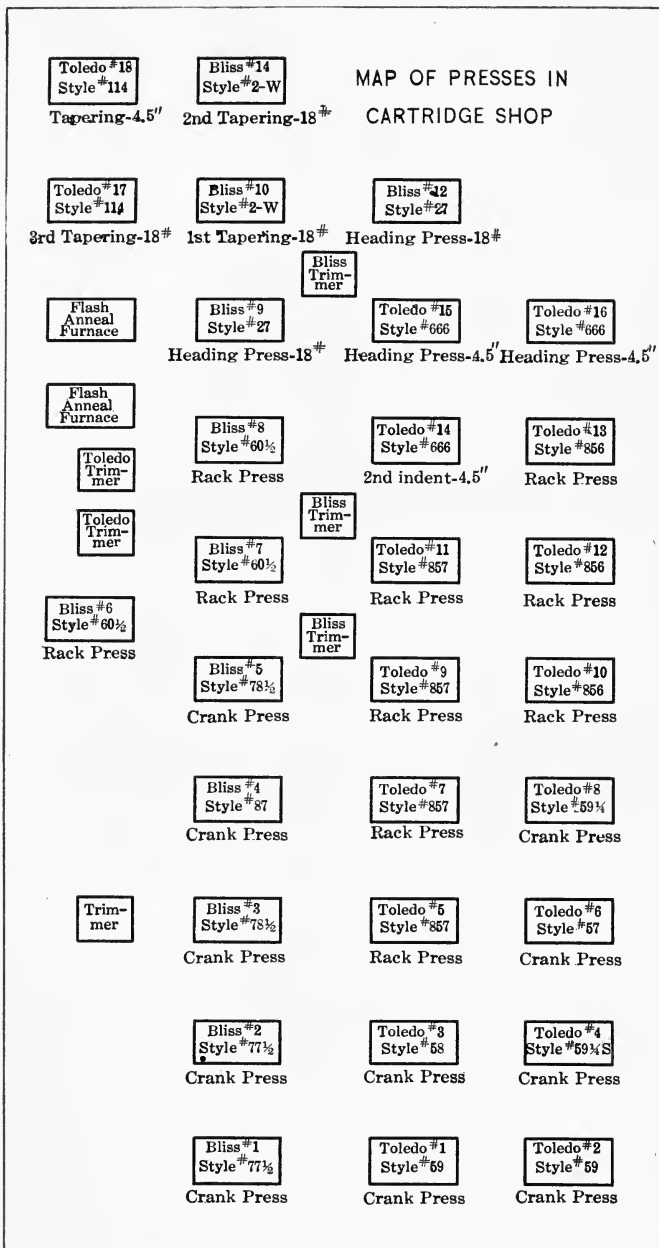 MAP OF PRESSES IN
CARTRIDGE SHOP
Toledo #18
Style #114
Tapering-4.5"
Bliss #14
Style #2-W
2nd Tapering-18#
Toledo #17
Style #114
3rd Tapering-18#
Bliss #10
Style #2-W
1st Tapering-18#
Bliss #12
Style #27
Heading Press-18#
Bliss
Trim-
mer
Flash
Anneal
Furnace
Bliss #9
Style #27
Heading Press-18#
Toledo #15
Style #666
Heading Press-4.5"
Toledo #16
Style #666
Heading Press-4.5"
Flash
Anneal
Furnace
Bliss #8
Style #60½
Rack Press
Toledo #14
Style #666
2nd indent-4.5"
Toledo #13
Style #856
Rack Press
Toledo
Trim-
mer
Bliss
Trim-
mer
Toledo
Trim-
mer
Bliss #7
Style #60½
Rack Press
Toledo #11
Style #857
Rack Press
Toledo #12
Style #856
Rack Press
Bliss #6
Style #60½
Rack Press
Bliss
Trim-
mer
Bliss #5
Style #78½
Crank Press
Toledo #9
Style #857
Rack Press
Toledo #10
Style #856
Rack Press
Bliss #4
Style #87
Crank Press
Toledo #7
Style #857
Rack Press
Toledo #8
Style #59¼
Crank Press
Trim-
mer
Bliss #3
Style #78½
Crank Press
Toledo #5
Style #857
Rack Press
Toledo #6
Style #57
Crank Press
Bliss #2
Style #77½
Crank Press
Toledo #3
Style #58
Crank Press
Toledo #4
Style #59¼S
Crank Press
Bliss #1
Style #77½
Crank Press
Toledo #1
Style #59
Crank Press
Toledo #2
Style #59
Crank Press